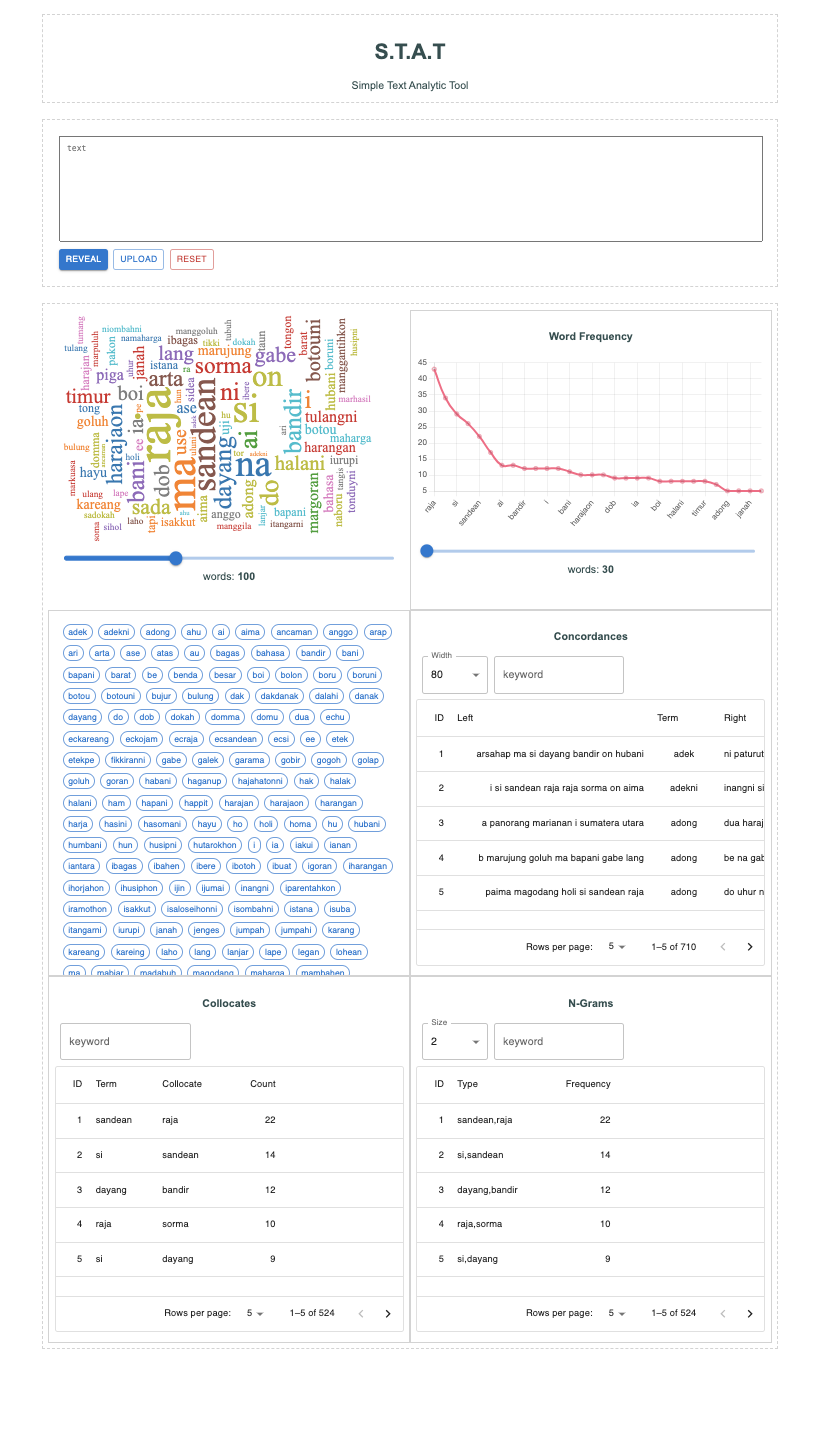 S.T.A.T
Simple Text Analytic Tool
text
REVEAL UPLOAD RESET
raja
ma
sandean
si
na
on
ni
do
dayang
bandir
ai
bani
harajaon
halani
dob
sada
arta
boi
ia
use
ase
uji
i
timur
lang
sorma
gabe
botouni
janah
piga
marujung
ibagas
istana
tulangni
botou
maharga
harangan
iurupi
margoran
bahasa
naboru
tonduyni
tangis
adong
aima
anggo
bapani
itangarni
manggila
lanjar
isakkut
tapi
laho
sihol
soma
sadokah
kareang
ulang
lape
markuasa
hayu
domma
bulung
goluh
tong
holi
ee
sidea
hubani
boruni
manggantihkon
husipni
marhasil
barat
tongon
taun
dokah
tubuh
tikki
manggoluh
namaharga
niombahni
pakon
marpuluh
tumang
tulang
harajan
uhur
ra
ibere
hu
hun
ari
tor
Word Frequency
45
40
35
30
25
20
15
10
5
raja si sandean ai bandir i bani harajaon dob ia boi halani timur adong janah
words: 100
words: 30
adek adekni adong ahu ai aima ancaman anggo arap
ari arta ase atas au bagas bahasa bandir bani
bapani barat be benda besar boi bolon boru boruni
botou botouni bujur bulung dak dakdanak dalahi danak
dayang do dob dokah domma domu dua echu
eckareang eckojam ecraja ecsandean ecsi ee etek
etekpe fikkiranni gabe galek garama gobir gogoh golap
goluh goran habani haganup hajahatonni hak halak
halani ham hapani happit harajan harajaon harangan
harja hasini hasomani hayu ho holi homa hu hubani
humbani hun husipni hutarokhon i ia iakui ianan
iantara ibagas ibahen ibere ibotoh ibuat igoran iharangan
ihorjahon ihusiphon ijin ijumai inangni iparentahkon
iramothon isakkut isaloseihonni isombahni istana isuba
itangarni iurupi janah jenges jumpah jumpahi karang
kareang kareing laho lang lanjar lape legan lohean
ma mabiar madabuh magodang maharga mambahen
Concordances
Width
80 keyword
ID Left Term Right
1 arsahap ma si dayang bandir on hubani adek ni paturut
2 i si sandean raja raja sorma on aima adekni inangni si
3 a panorang marianan i sumatera utara adong dua haraj
4 b marujung goluh ma bapani gabe lang adong be na gab
5 paima magodang holi si sandean raja adong do uhur n
Rows per page: 5 1–5 of 710
Collocates
keyword
ID Term Collocate Count
1 sandean raja 22
2 si sandean 14
3 dayang bandir 12
4 raja sorma 10
5 si dayang 9
Rows per page: 5 1–5 of 524
N-Grams
Size
2 keyword
ID Type Frequency
1 sandean,raja 22
2 si,sandean 14
3 dayang,bandir 12
4 raja,sorma 10
5 si,dayang 9
Rows per page: 5 1–5 of 524